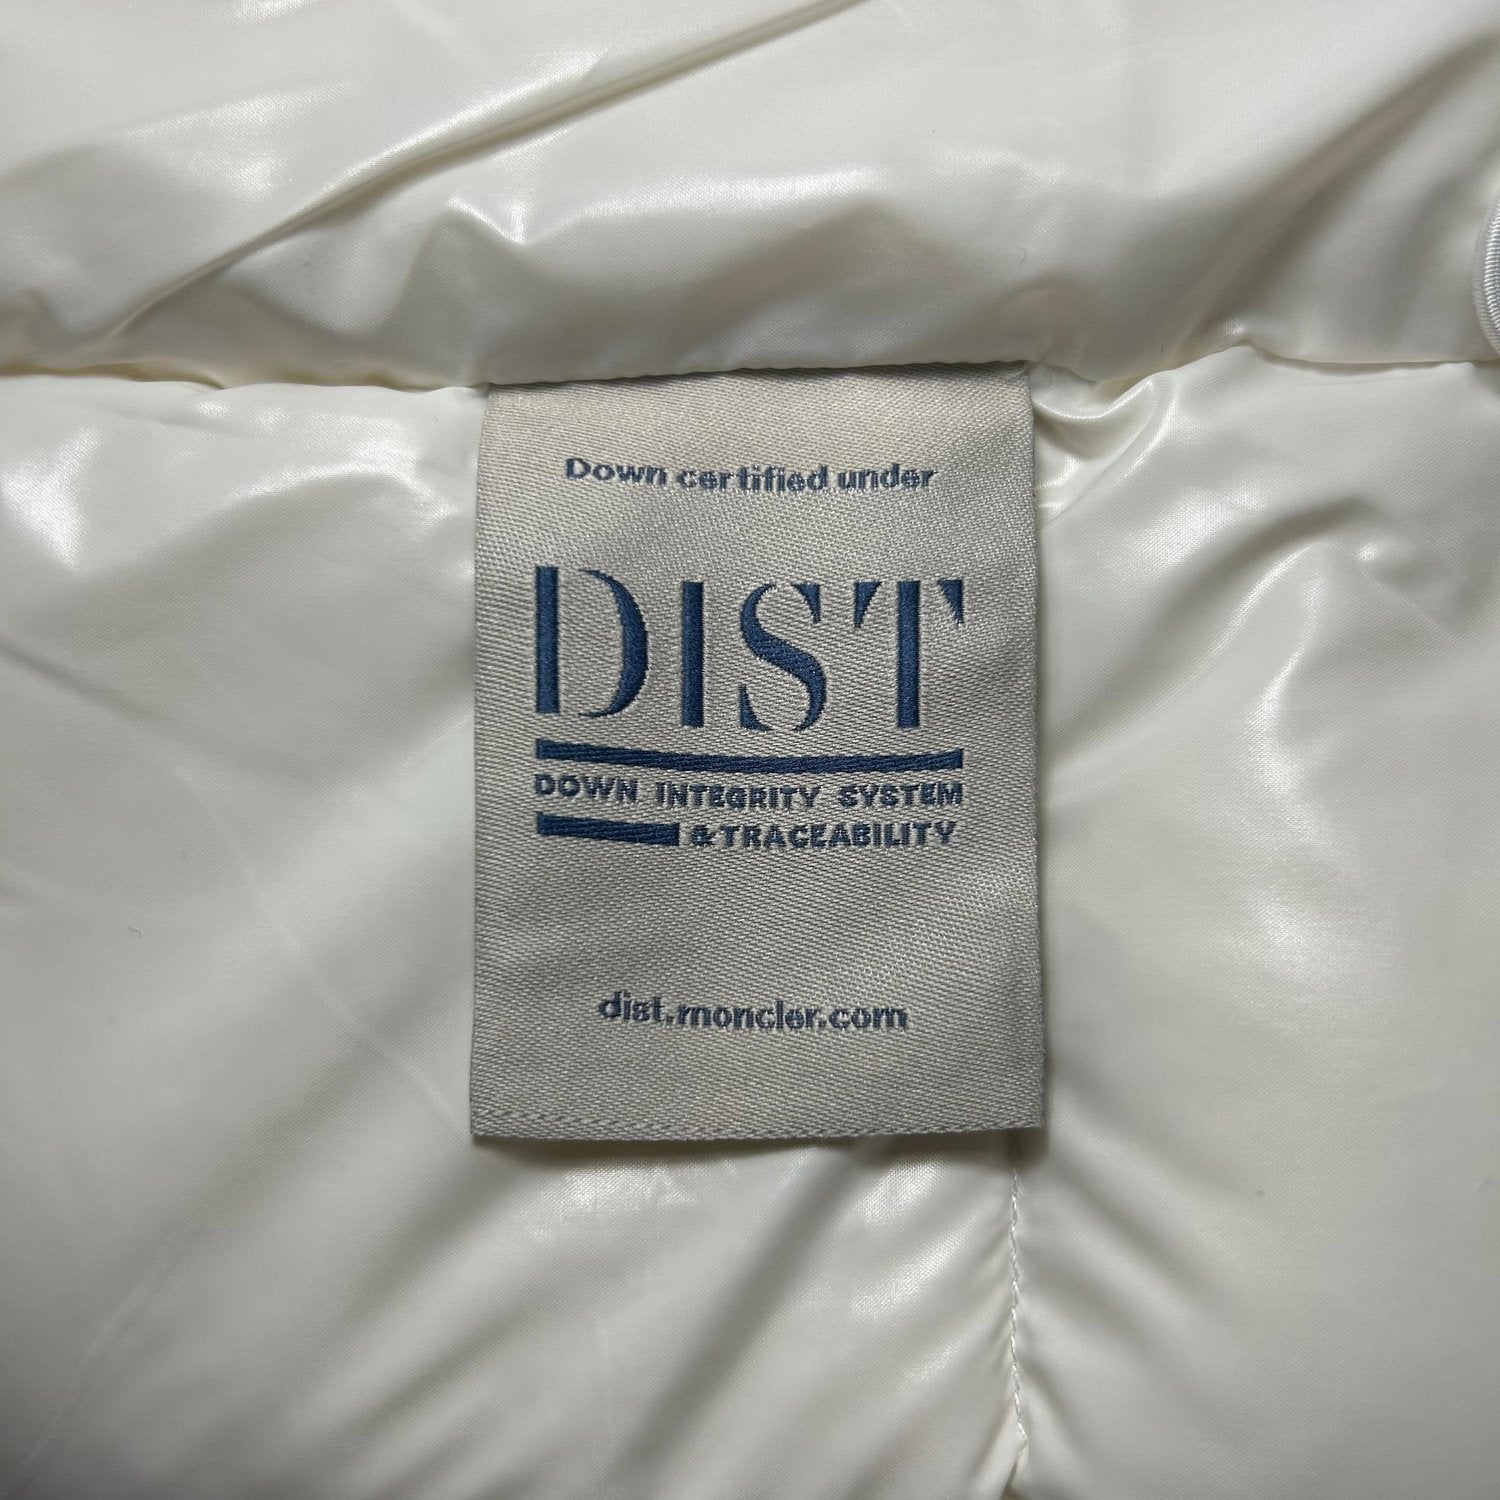 Down certified under
DIST
DOWN INTEGRITY SYSTEM
& TRACEABILITY
dist.moncler.com